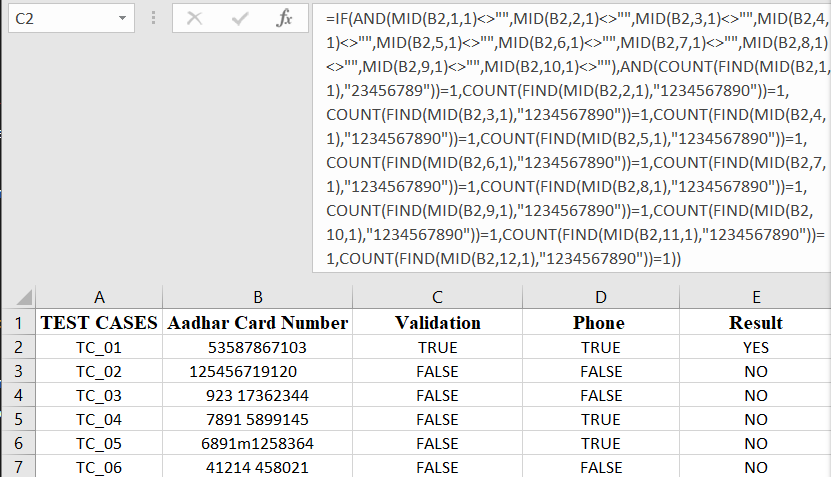 C2
fx
=IF(AND(MID(B2,1,1)<>"",MID(B2,2,1)<>"",MID(B2,3,1)<>"",MID(B2,4,
1)<>"",MID(B2,5,1)<>"",MID(B2,6,1)<>"",MID(B2,7,1)<>"",MID(B2,8,1)
<>"",MID(B2,9,1)<>"",MID(B2,10,1)<>""),AND(COUNT(FIND(MID(B2,1,
1),"23456789"))=1,COUNT(FIND(MID(B2,2,1),"1234567890"))=1,
COUNT(FIND(MID(B2,3,1),"1234567890"))=1,COUNT(FIND(MID(B2,4,
1),"1234567890"))=1,COUNT(FIND(MID(B2,5,1),"1234567890"))=1,
COUNT(FIND(MID(B2,6,1),"1234567890"))=1,COUNT(FIND(MID(B2,7,
1),"1234567890"))=1,COUNT(FIND(MID(B2,8,1),"1234567890"))=1,
COUNT(FIND(MID(B2,9,1),"1234567890"))=1,COUNT(FIND(MID(B2,
10,1),"1234567890"))=1,COUNT(FIND(MID(B2,11,1),"1234567890"))=
1,COUNT(FIND(MID(B2,12,1),"1234567890"))=1))
A B C D E
1 TEST CASES Aadhar Card Number Validation Phone Result
2 TC_01 53587867103 TRUE TRUE YES
3 TC_02 125456719120 FALSE FALSE NO
4 TC_03 923 17362344 FALSE FALSE NO
5 TC_04 7891 5899145 FALSE TRUE NO
6 TC_05 6891m1258364 FALSE TRUE NO
7 TC_06 41214 458021 FALSE FALSE NO